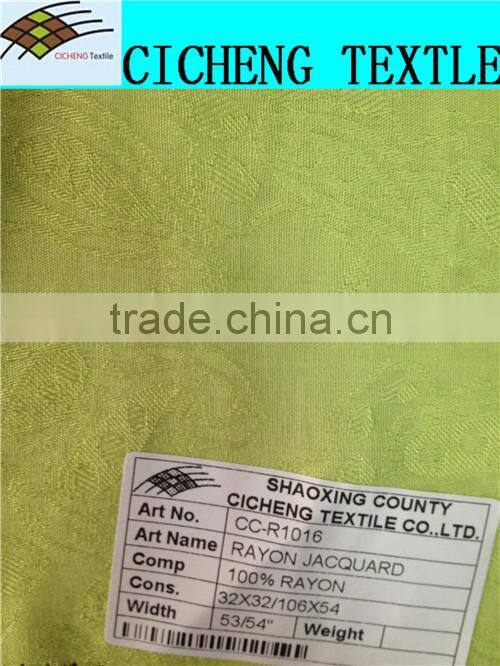 CICHENG Textile
CICHENG TEXTLE
trade.china.cn
SHAOXING COUNTY
CICHENG TEXTILE CO.,LTD.
Art No. CC-R1016
Art Name RAYON JACQUARD
Comp 100% RAYON
Cons. 32X32/106X54
Width 53/54" Weight